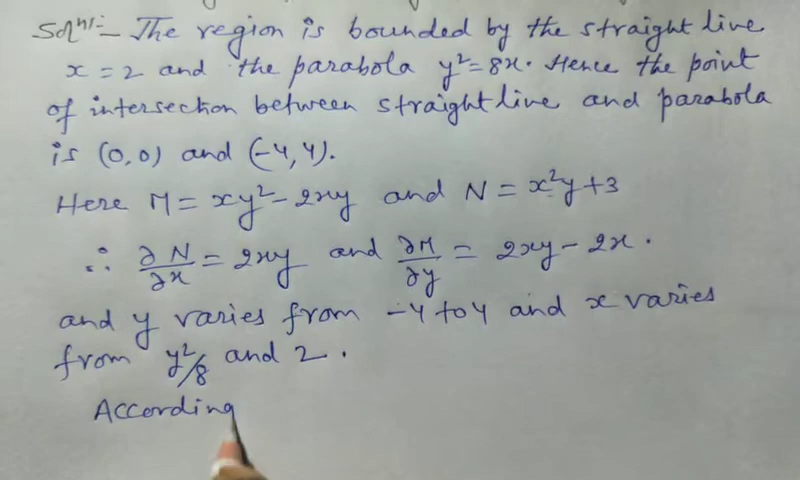 Solⁿ:- The region is bounded by the straight line
x = 2 and the parabola y² = 8x. Hence the point
of intersection between straight line and parabola
is (0,0) and (-4,4).
Here M = xy² - 2xy and N = x²y + 3
∴ ∂N/∂x = 2xy and ∂M/∂y = 2xy - 2x.
and y varies from -4 to 4 and x varies
from y²/8 and 2.
According